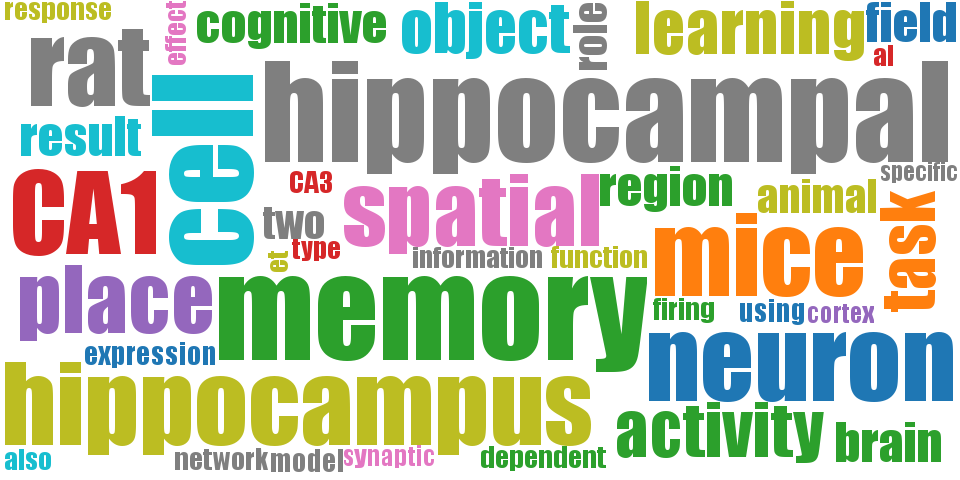 response
effect
cognitive
object
role
learning
field
al
rat
cell
hippocampal
result
specific
CA1
CA3
spatial
region
animal
task
two
type
et
information
function
mice
place
memory
firing
using
cortex
expression
neuron
hippocampus
activity
brain
also
network
model
synaptic
dependent